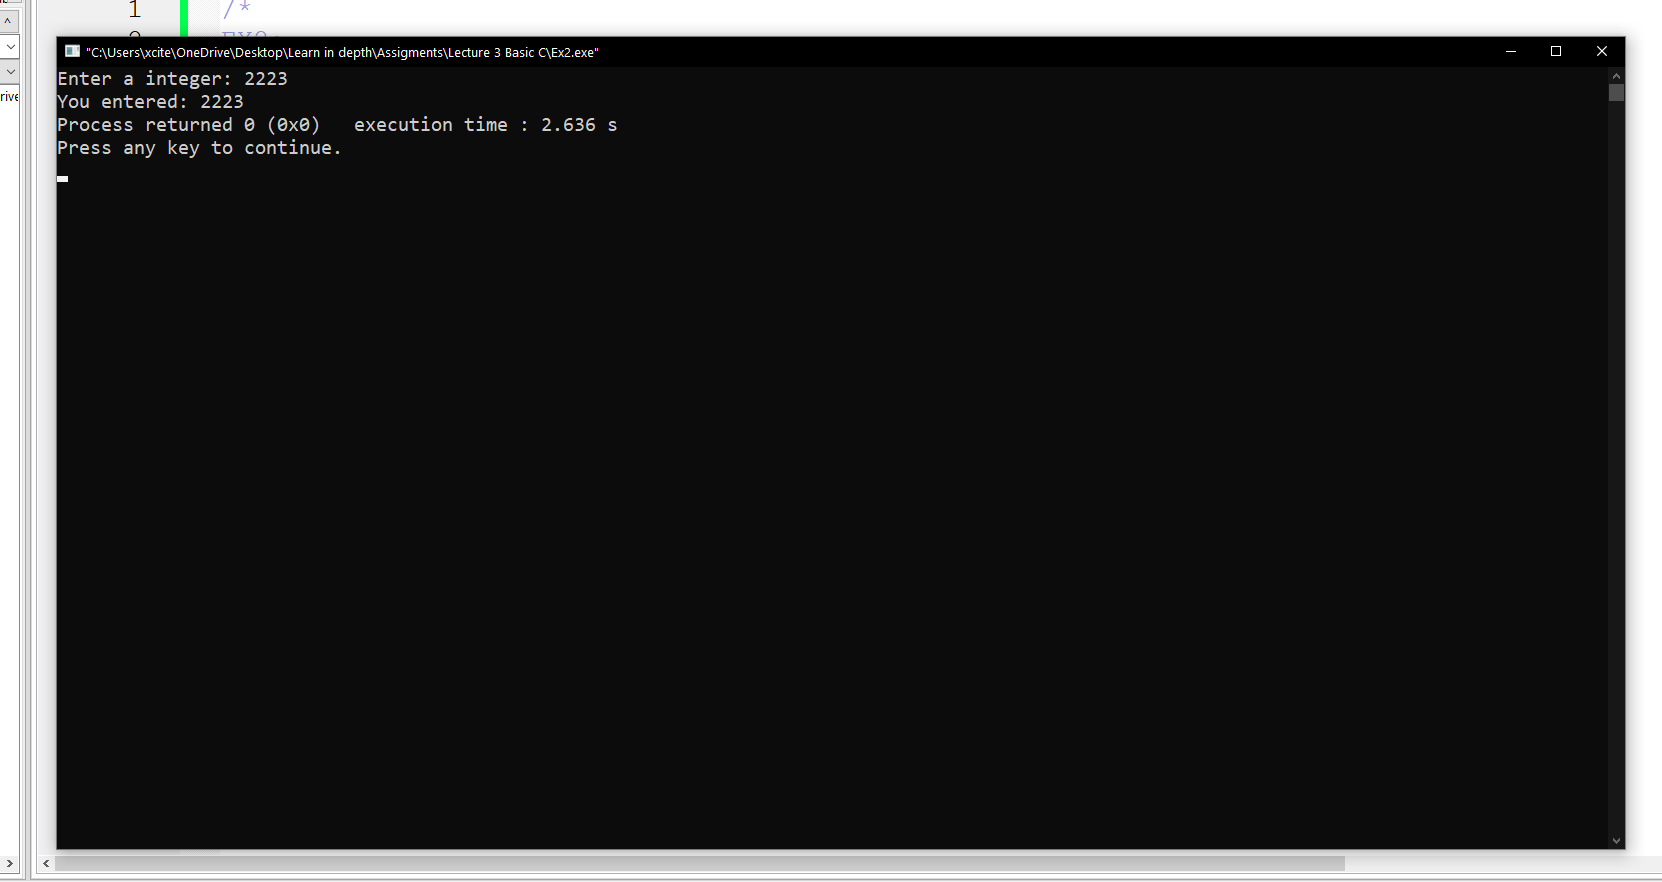 1 /*
"C:\Users\xcite\OneDrive\Desktop\Learn in depth\Assigments\Lecture 3 Basic C\Ex2.exe"
Enter a integer: 2223
You entered: 2223
Process returned 0 (0x0)   execution time : 2.636 s
Press any key to continue.
rive